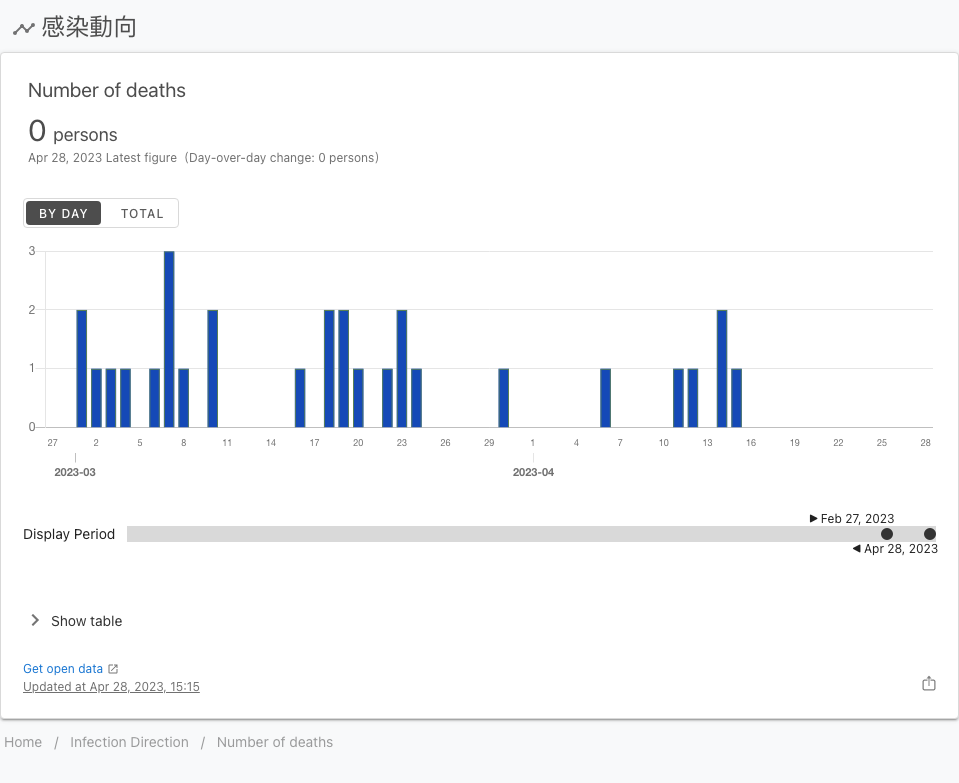 感染動向
Number of deaths
0 persons
Apr 28, 2023 Latest figure (Day-over-day change: 0 persons)
BY DAY TOTAL
3
2
1
0
27 2 5 8 11 14 17 20 23 26 29 1 4 7 10 13 16 19 22 25 28
2023-03 2023-04
Feb 27, 2023
Display Period
Apr 28, 2023
Show table
Get open data
Updated at Apr 28, 2023, 15:15
Home / Infection Direction / Number of deaths